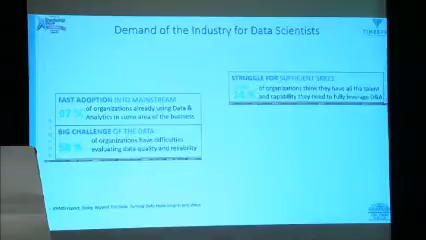 Demand of the Industry for Data Scientists
STRUGGLE FOR SUFFICIENT SKILLS
14 % of organizations think they have all the talent
and capability they need to fully leverage D&A
FAST ADOPTION INTO MAINSTREAM
97 % of organizations already using Data &
Analytics in some area of the business
BIG CHALLENGE OF THE DATA
of organizations have difficulties
evaluating data quality and reliability